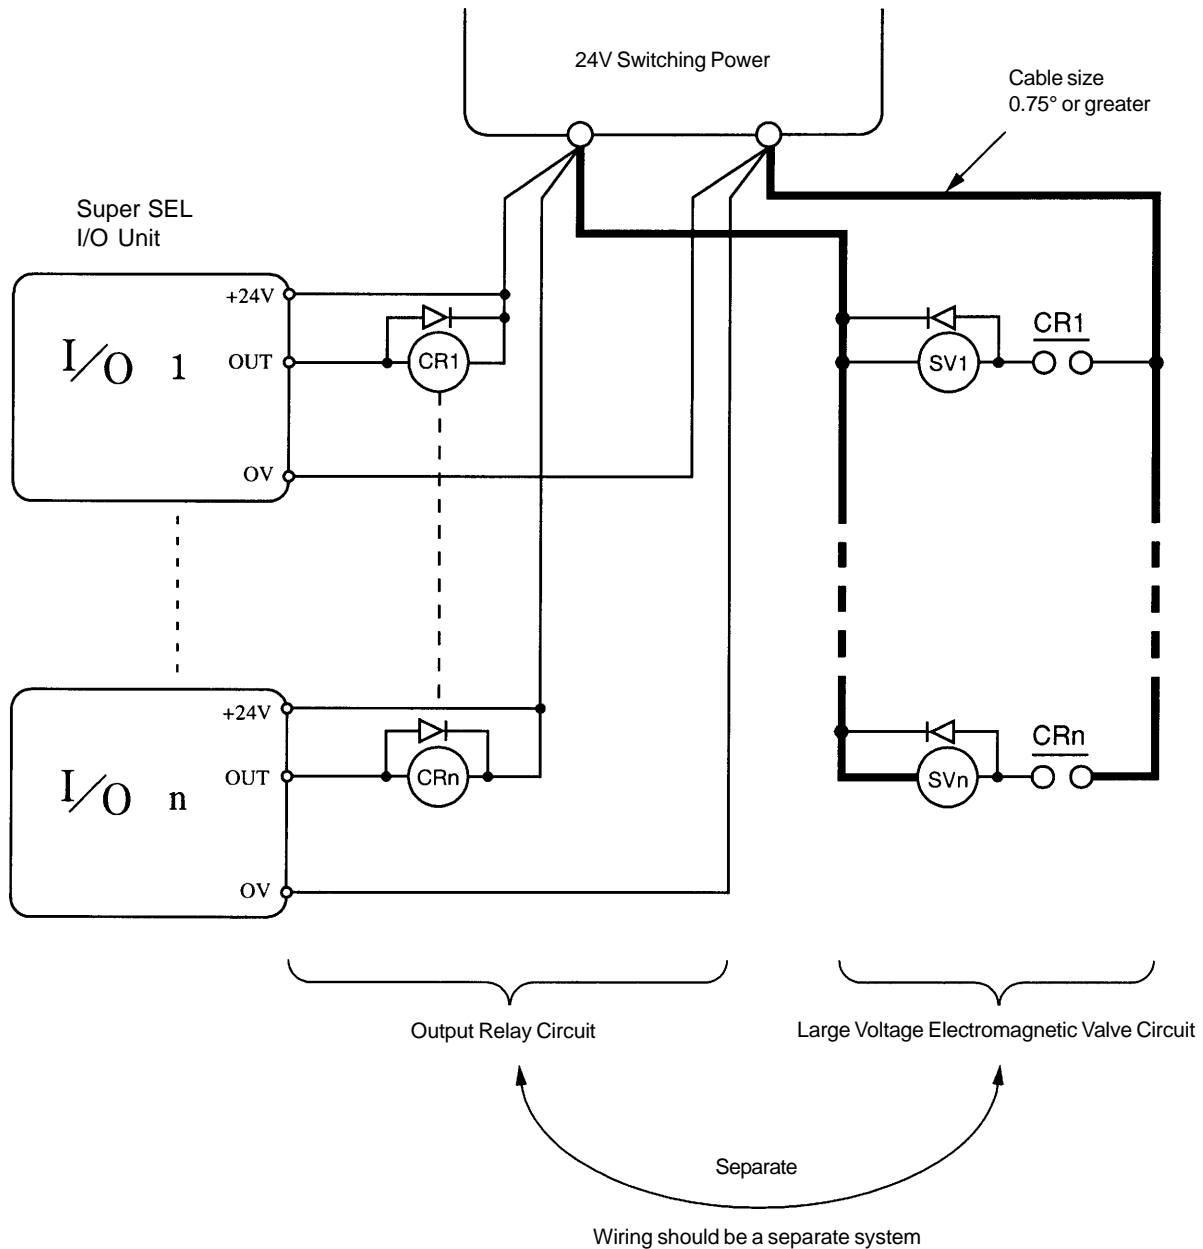 24V Switching Power
Cable size
0.75° or greater
Super SEL
I/O Unit
+24V
I/O 1
OUT
CR1
OV
SV1
CR1
+24V
I/O n
OUT
CRn
OV
SVn
CRn
Output Relay Circuit
Large Voltage Electromagnetic Valve Circuit
Separate
Wiring should be a separate system